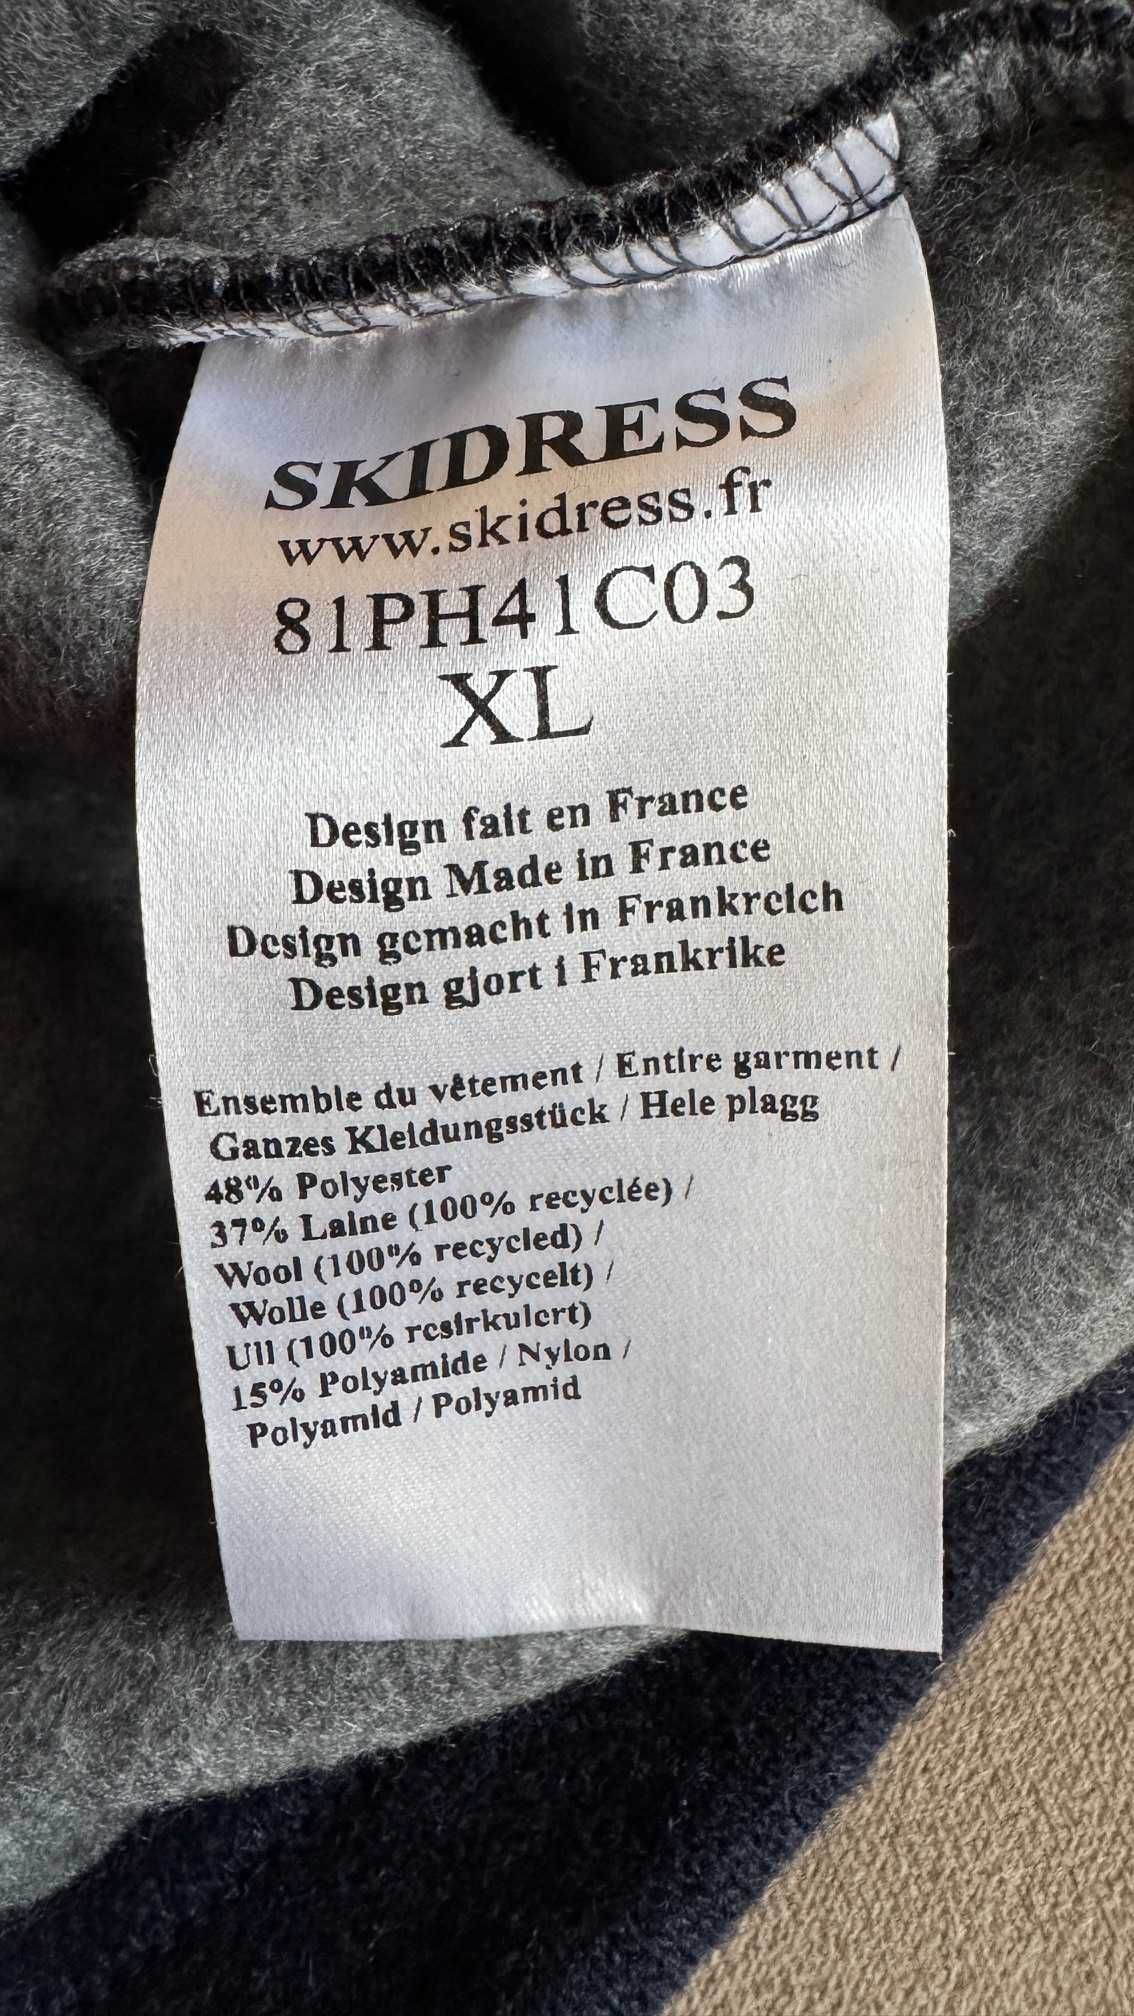 SKIDRESS
www.skidress.fr
81PH41C03
XL
Design fait en France
Design Made in France
Design gemacht in Frankreich
Design gjort i Frankrike
Ensemble du vêtement / Entire garment /
Ganzes Kleidungsstück / Hele plagg
48% Polyester
37% Laine (100% recyclée) /
Wool (100% recycled) /
Wolle (100% recycelt) /
Ull (100% resirkulert)
15% Polyamide / Nylon /
Polyamid / Polyamid